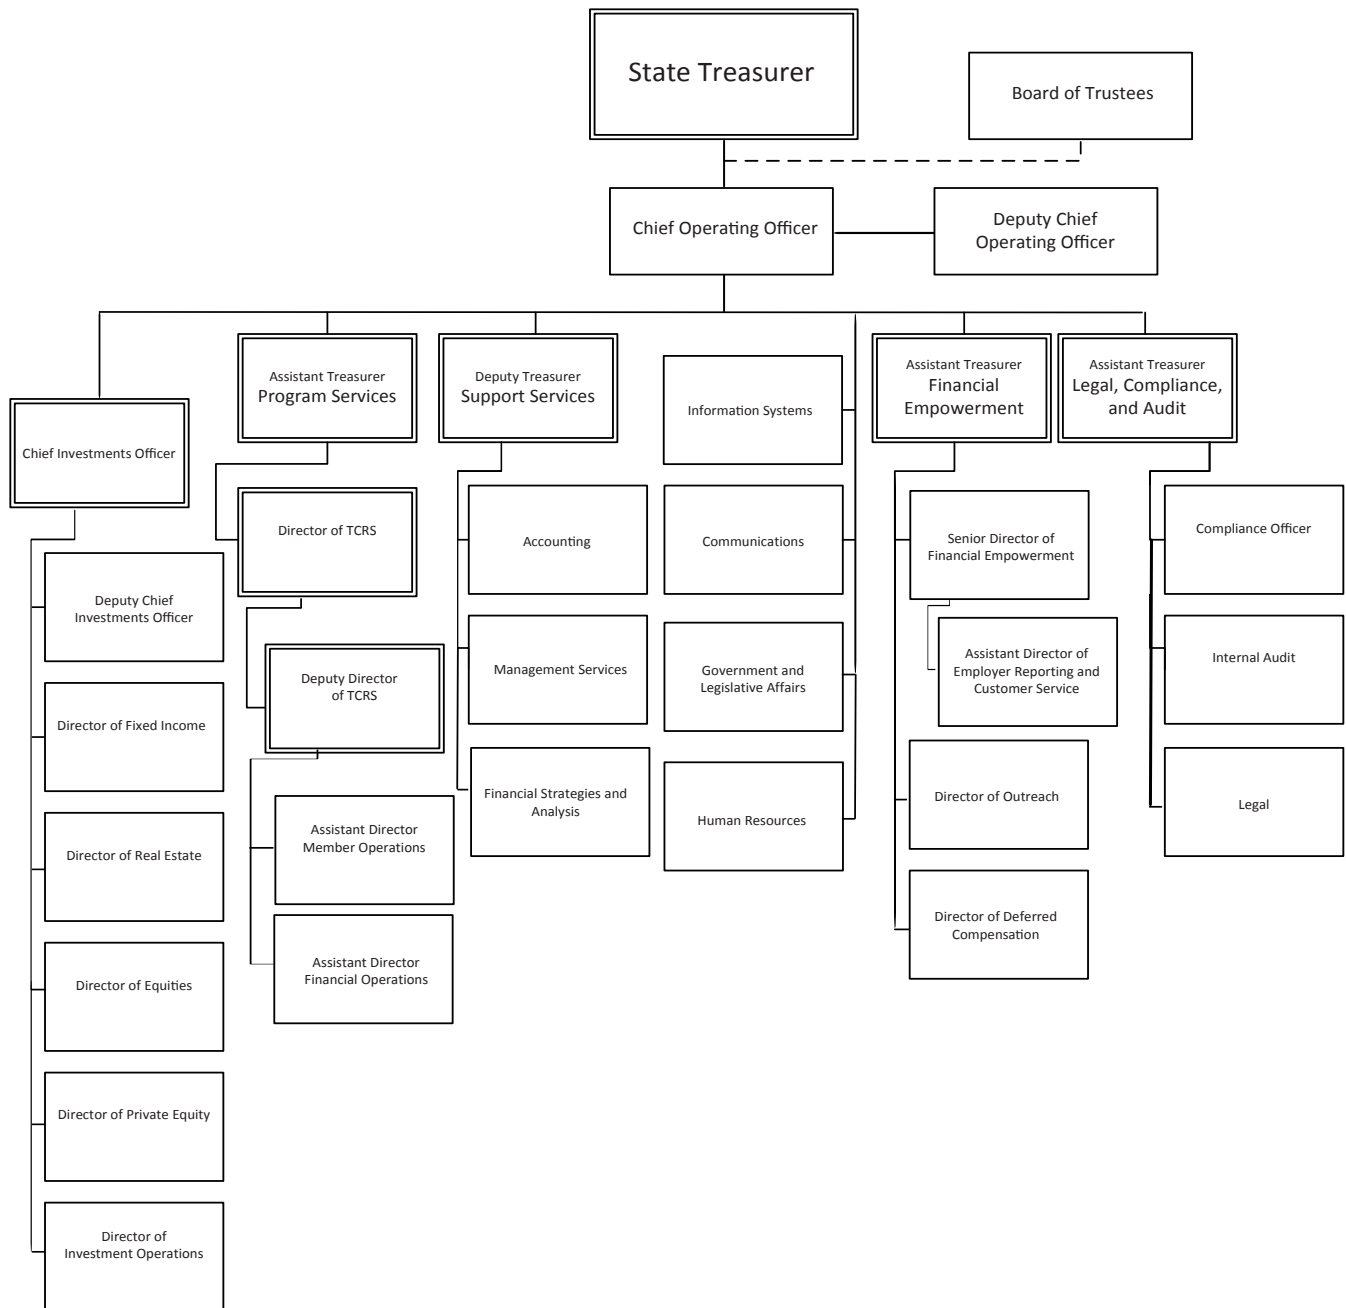 State Treasurer
Board of Trustees
Chief Operating Officer
Deputy Chief
Operating Officer
Chief Investments Officer
Deputy Chief
Investments Officer
Director of Fixed Income
Director of Real Estate
Director of Equities
Director of Private Equity
Director of
Investment Operations
Assistant Treasurer
Program Services
Director of TCRS
Deputy Director
of TCRS
Assistant Director
Member Operations
Assistant Director
Financial Operations
Deputy Treasurer
Support Services
Accounting
Management Services
Financial Strategies and
Analysis
Information Systems
Communications
Government and
Legislative Affairs
Human Resources
Assistant Treasurer
Financial
Empowerment
Senior Director of
Financial Empowerment
Assistant Director of
Employer Reporting and
Customer Service
Director of Outreach
Director of Deferred
Compensation
Assistant Treasurer
Legal, Compliance,
and Audit
Compliance Officer
Internal Audit
Legal